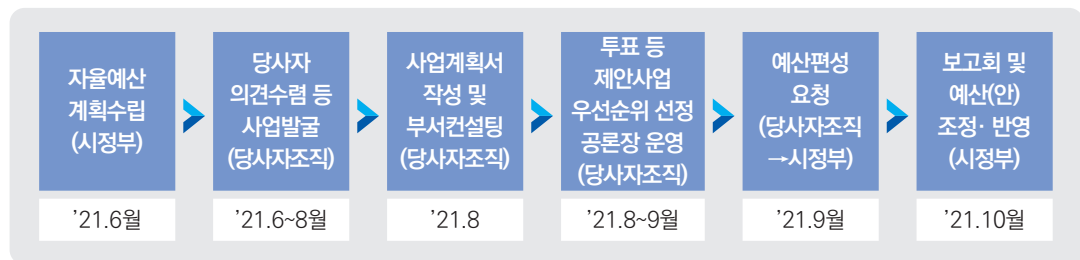 자율예산
계획수립
(시정부)
’21.6월
당사자
의견수렴 등
사업발굴
(당사자조직)
’21.6~8월
사업계획서
작성 및
부서컨설팅
(당사자조직)
’21.8
투표 등
제안사업
우선순위 선정
공론장 운영
(당사자조직)
’21.8~9월
예산편성
요청
(당사자조직
→시정부)
’21.9월
보고회 및
예산(안)
조정· 반영
(시정부)
’21.10월